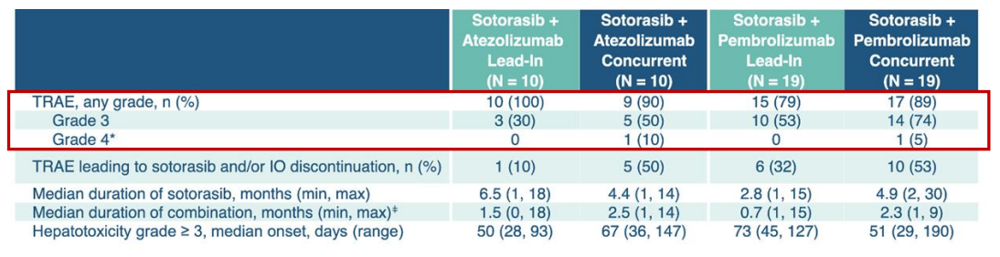 Sotorasib + Atezolizumab Lead-In (N = 10) Sotorasib + Atezolizumab Concurrent (N = 10) Sotorasib + Pembrolizumab Lead-In (N = 19) Sotorasib + Pembrolizumab Concurrent (N = 19)
TRAE, any grade, n (%) 10 (100) 9 (90) 15 (79) 17 (89)
Grade 3 3 (30) 5 (50) 10 (53) 14 (74)
Grade 4* 0 1 (10) 0 1 (5)
TRAE leading to sotorasib and/or IO discontinuation, n (%) 1 (10) 5 (50) 6 (32) 10 (53)
Median duration of sotorasib, months (min, max) 6.5 (1, 18) 4.4 (1, 14) 2.8 (1, 15) 4.9 (2, 30)
Median duration of combination, months (min, max)‡ 1.5 (0, 18) 2.5 (1, 14) 0.7 (1, 15) 2.3 (1, 9)
Hepatotoxicity grade ≥ 3, median onset, days (range) 50 (28, 93) 67 (36, 147) 73 (45, 127) 51 (29, 190)